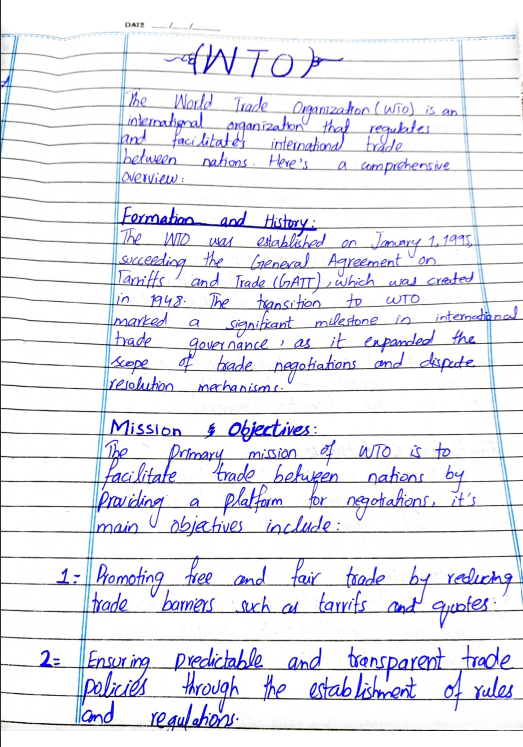 DATE __/__/__
(WTO)
The World Trade Organization (WTO) is an
international organization that regulates
and facilitates international trade
between nations. Here's a comprehensive
overview:
Formation and History:
The WTO was established on January 1, 1995,
succeeding the General Agreement on
Tarriffs and Trade (GATT), which was created
in 1948. The transition to WTO
marked a significant milestone in international
trade governance, as it expanded the
scope of trade negotiations and dispute
resolution mechanisms.
Mission & Objectives:
The primary mission of WTO is to
facilitate trade between nations by
providing a platform for negotiations, it's
main objectives include:
1:- Promoting free and fair trade by reducing
trade barriers such as tarrifs and quotes.
2:- Ensuring predictable and transparent trade
policies through the establishment of rules
and regulations.